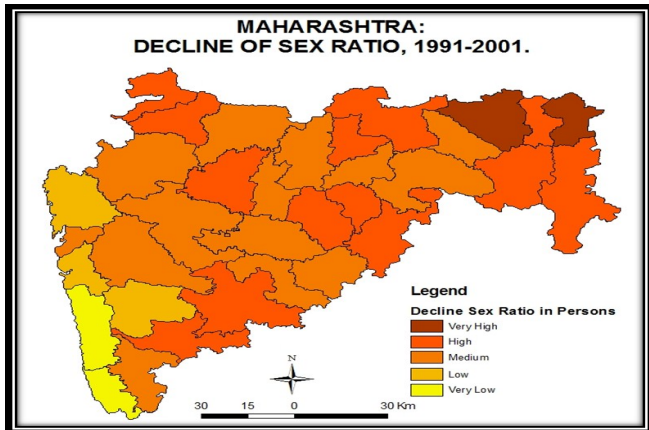 MAHARASHTRA:
DECLINE OF SEX RATIO, 1991-2001.
Legend
Decline Sex Ratio in Persons
Very High
High
Medium
Low
Very Low
N
30 15 0 30 Km